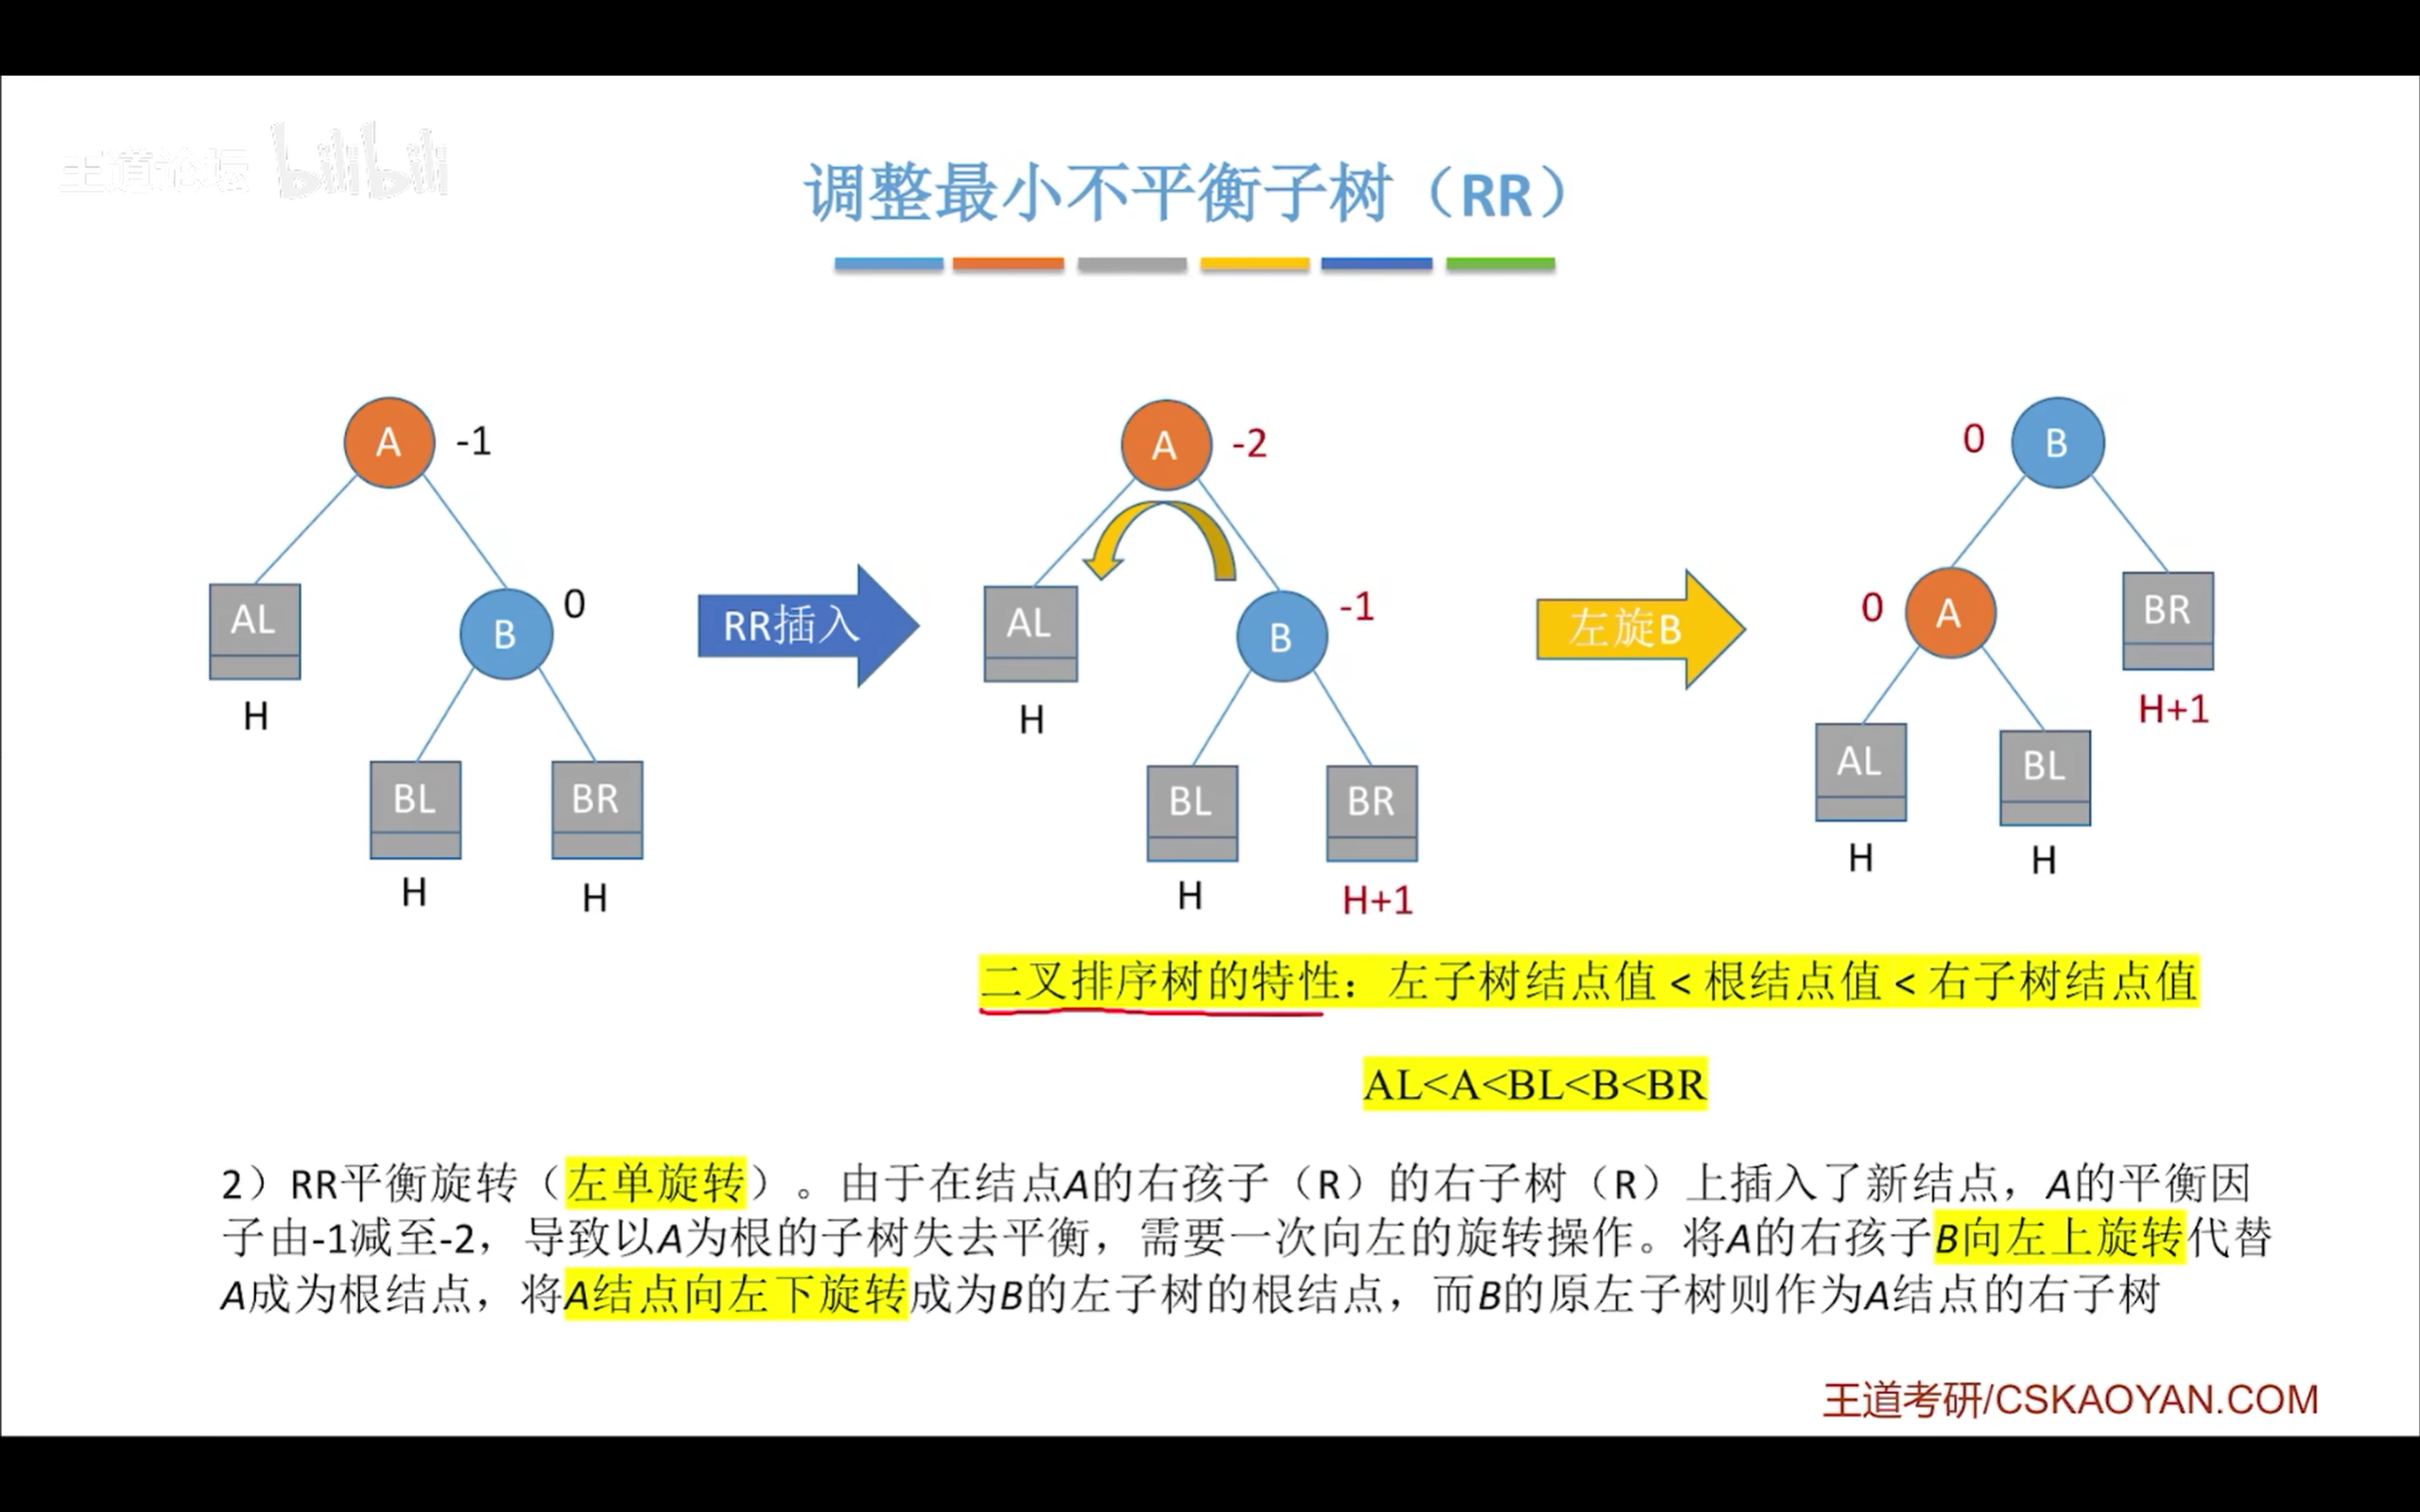 王道论坛 bilibili
调整最小不平衡子树（RR）
A -1
AL
H
B 0
BL
H
BR
H
RR插入
A -2
AL
H
B -1
BL
H
BR
H+1
左旋B
0 B
0 A
BR
H+1
AL
H
BL
H
二叉排序树的特性：左子树结点值 < 根结点值 < 右子树结点值
AL<A<BL<B<BR
2）RR平衡旋转（左单旋转）。由于在结点A的右孩子（R）的右子树（R）上插入了新结点，A的平衡因
子由-1减至-2，导致以A为根的子树失去平衡，需要一次向左的旋转操作。将A的右孩子B向左上旋转代替
A成为根结点，将A结点向左下旋转成为B的左子树的根结点，而B的原左子树则作为A结点的右子树
王道考研/CSKAOYAN.COM